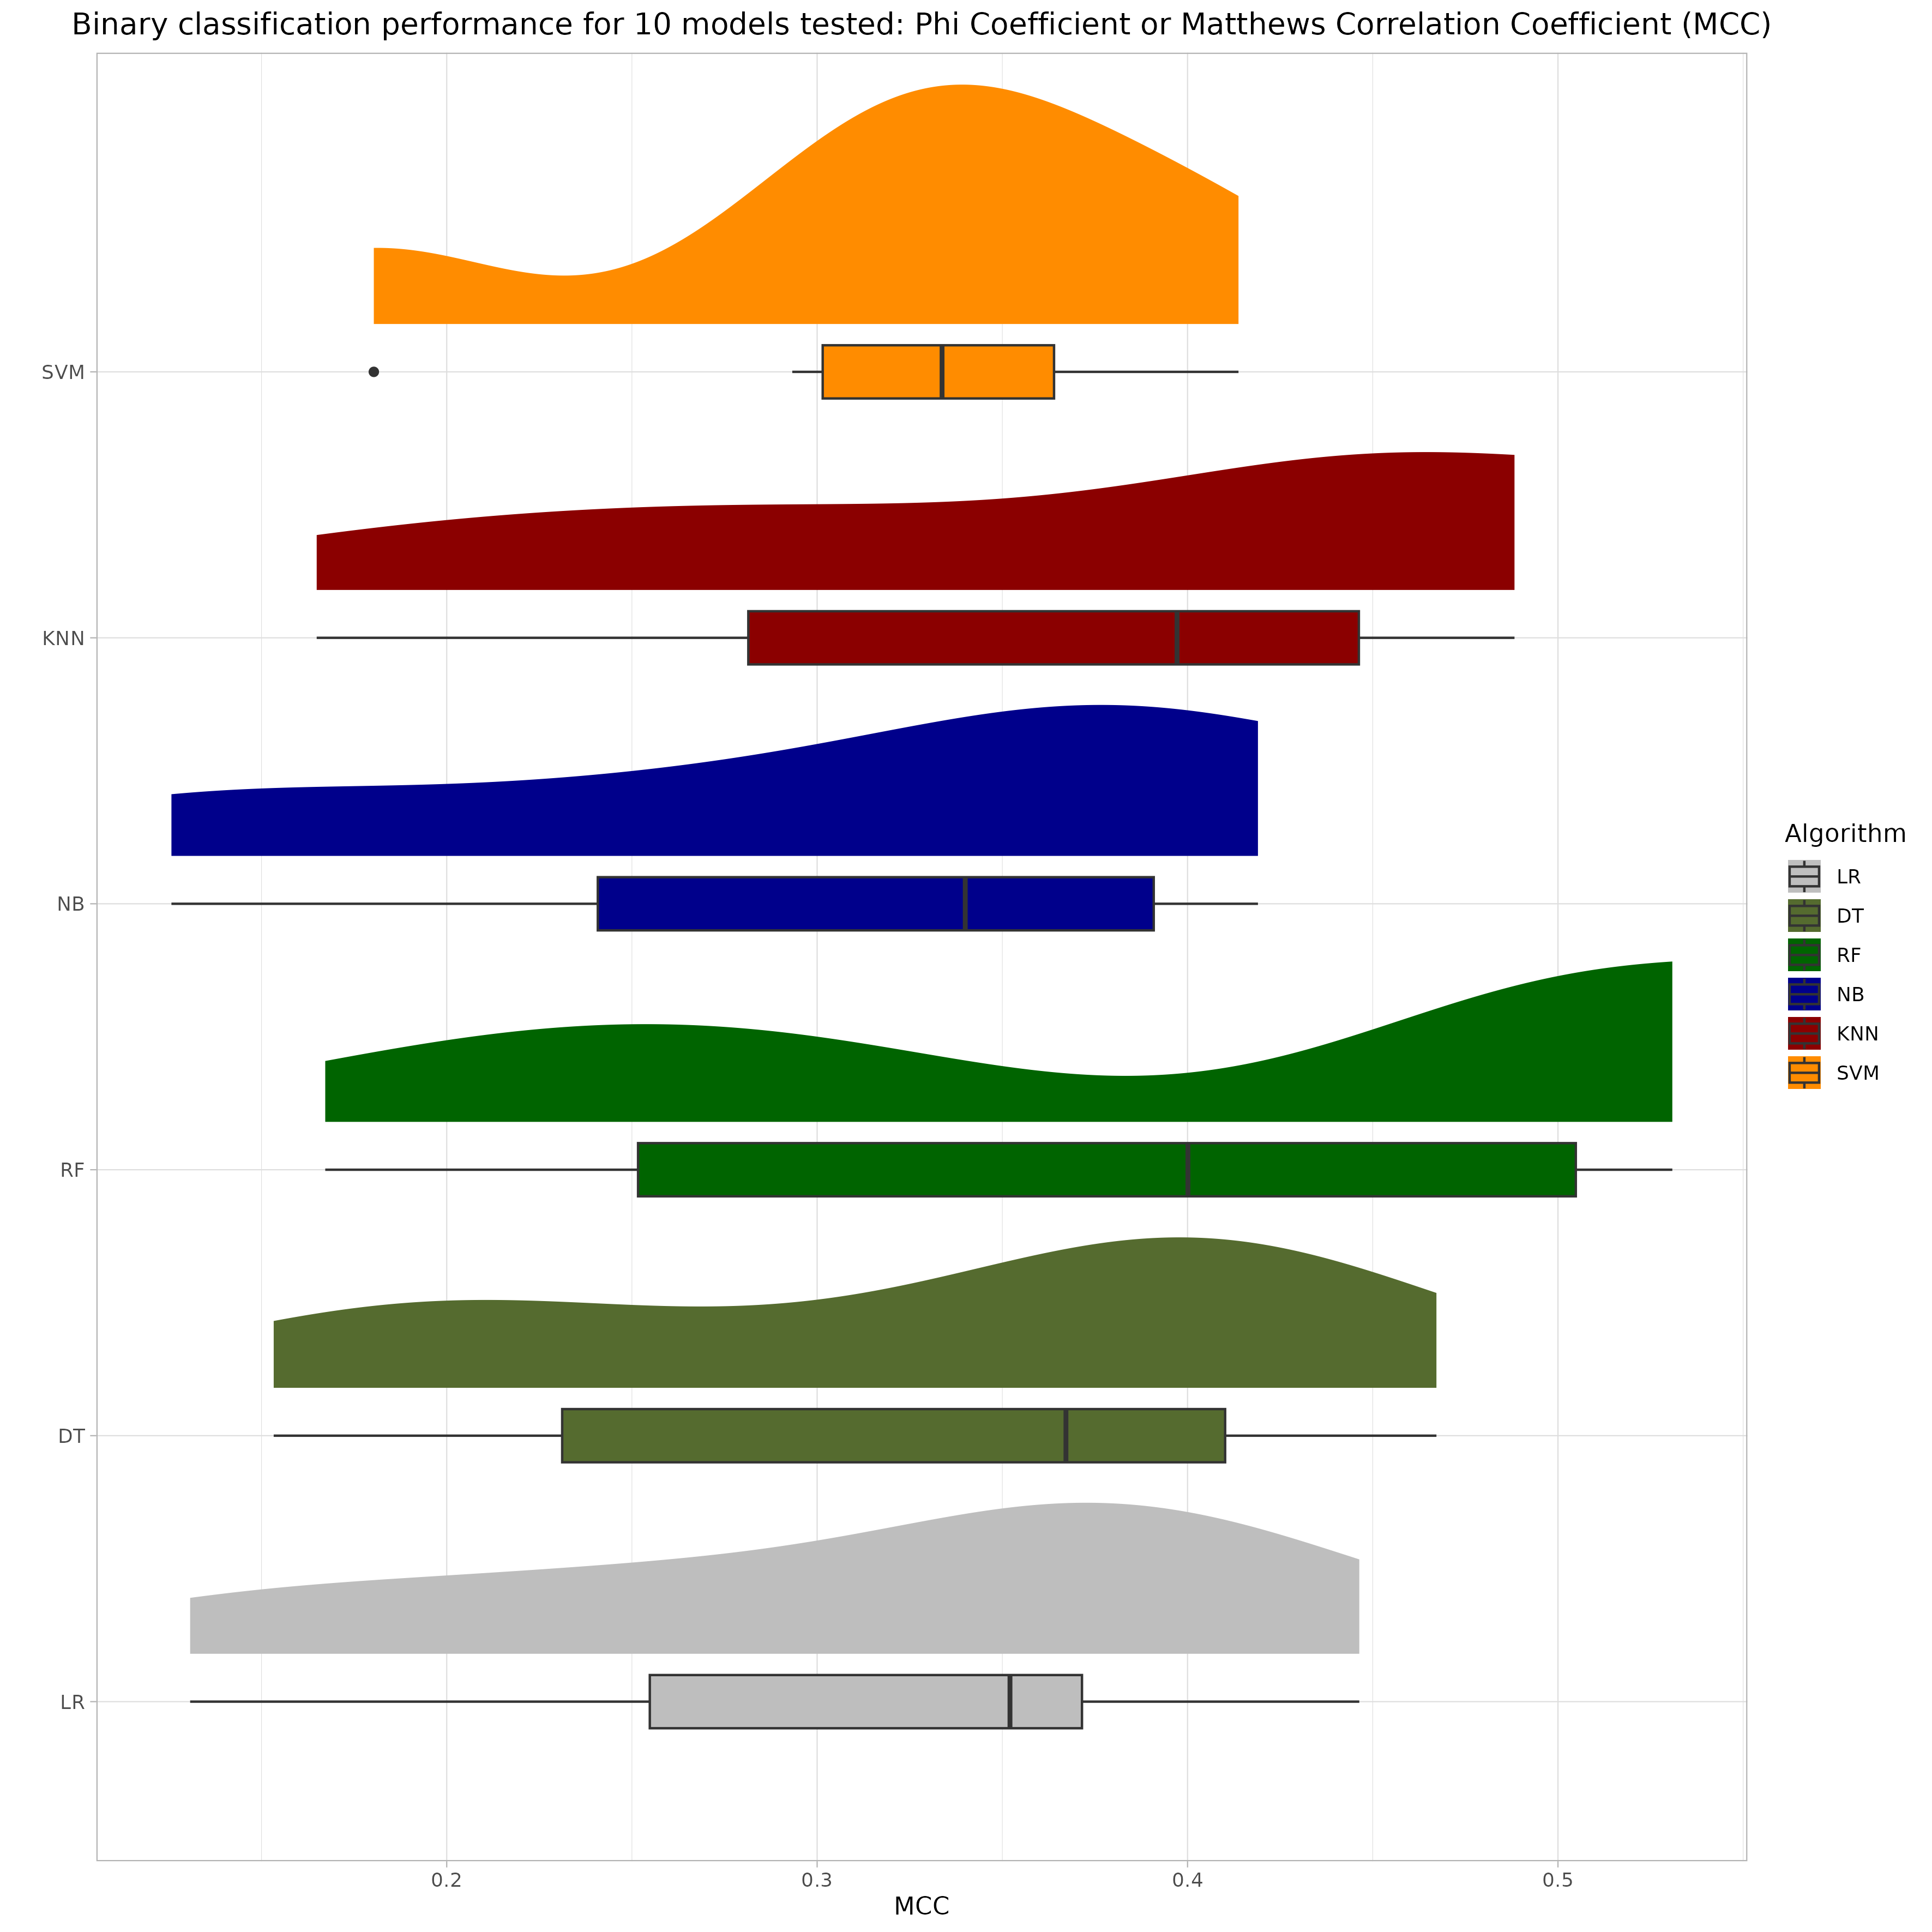 Binary classification performance for 10 models tested: Phi Coefficient or Matthews Correlation Coefficient (MCC)
SVM
KNN
NB
RF
DT
LR
0.2 0.3 0.4 0.5
MCC
Algorithm
LR
DT
RF
NB
KNN
SVM